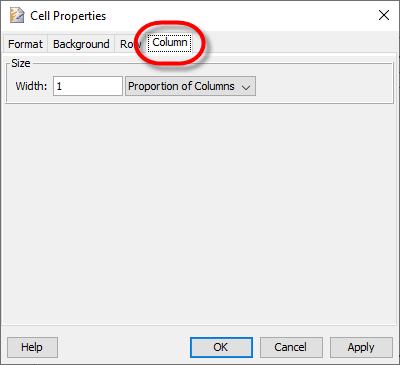 Cell Properties
Format Background Row Column
Size
Width: 1 Proportion of Columns
Help OK Cancel Apply